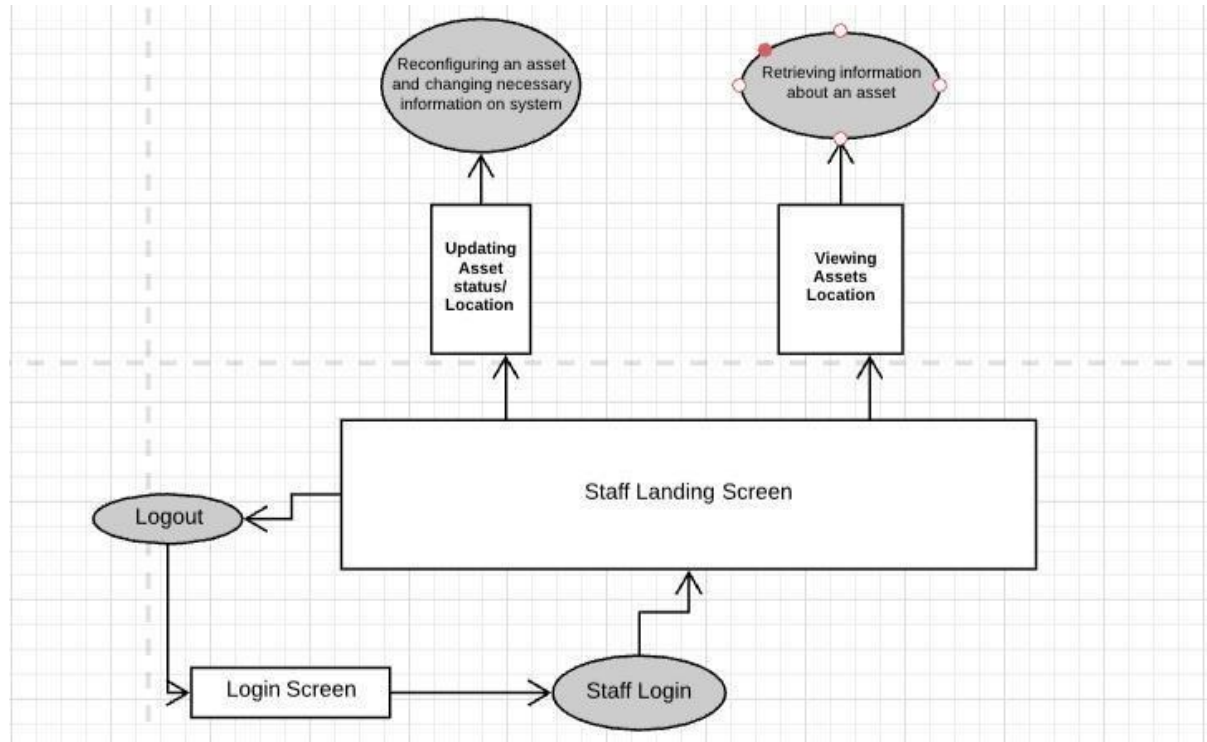 Reconfiguring an asset
and changing necessary
information on system
Retrieving information
about an asset
Updating
Asset
status/
Location
Viewing
Assets
Location
Staff Landing Screen
Logout
Login Screen
Staff Login